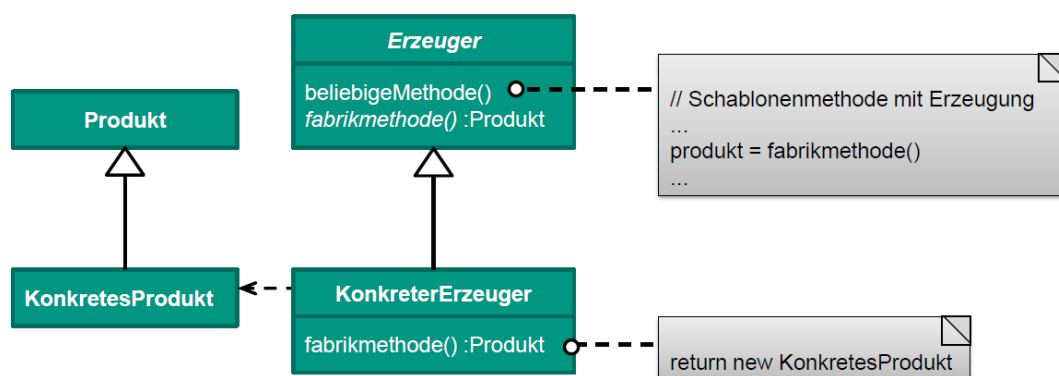 Erzeuger
beliebigeMethode()
fabrikmethode() :Produkt
// Schablonenmethode mit Erzeugung
...
produkt = fabrikmethode()
...
Produkt
KonkretesProdukt
KonkreterErzeuger
fabrikmethode() :Produkt
return new KonkretesProdukt